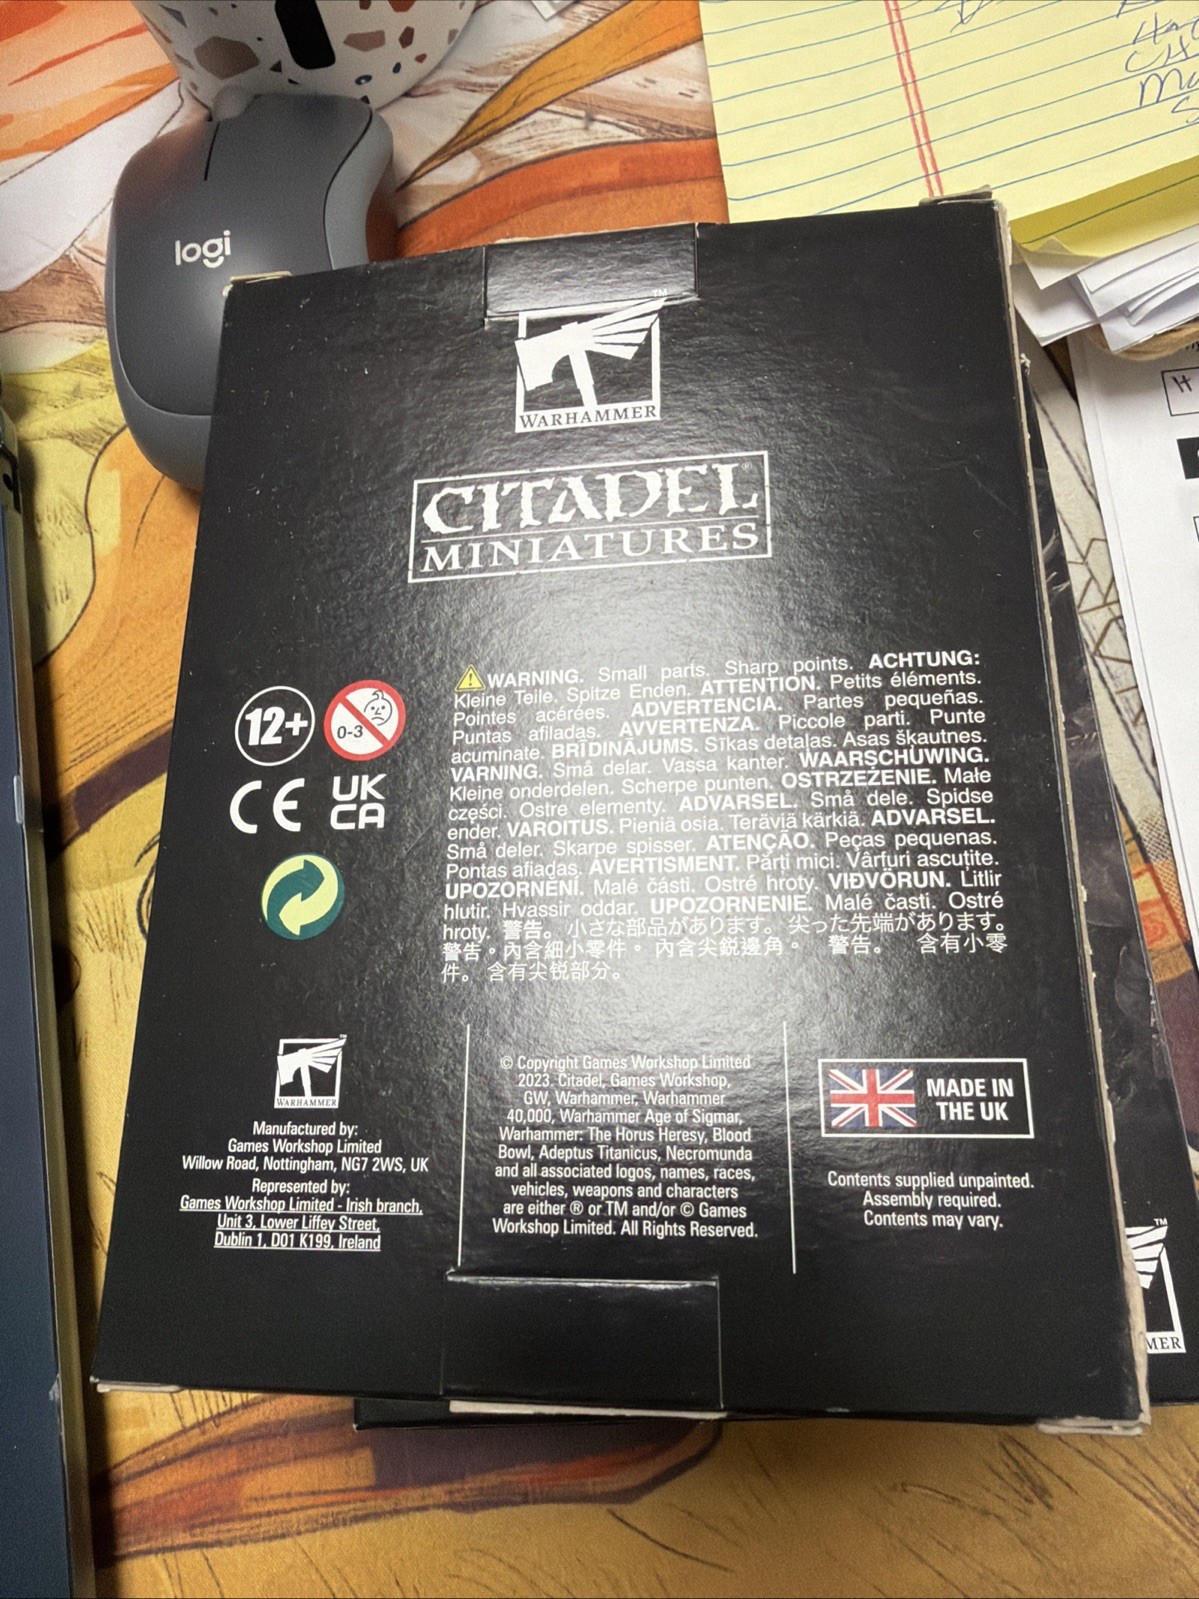 logi
WARHAMMER
CITADEL
MINIATURES
12+
0-3
CE
UK
CA
WARNING. Small parts. Sharp points. ACHTUNG:
Kleine Teile. Spitze Enden. ATTENTION. Petits éléments.
Pointes acérées. ADVERTENCIA. Partes pequeñas.
Puntas afiladas. AVVERTENZA. Piccole parti. Punte
acuminate. BRĪDINĀJUMS. Sīkas detaļas. Asas šķautnes.
VARNING. Små delar. Vassa kanter. WAARSCHUWING.
Kleine onderdelen. Scherpe punten. OSTRZEŻENIE. Małe
części. Ostre elementy. ADVARSEL. Små dele. Spidse
ender. VAROITUS. Pieniä osia. Teräviä kärkiä. ADVARSEL.
Små deler. Skarpe spisser. ATENÇÃO. Peças pequenas.
Pontas afiadas. AVERTISMENT. Părți mici. Vârfuri ascuțite.
UPOZORNĚNÍ. Malé části. Ostré hroty. VIÐVÖRUN. Litlir
hlutir. Hvassir oddar. UPOZORNENIE. Malé časti. Ostré
hroty. 警告。小さな部品があります。尖った先端があります。
警告。內含細小零件。內含尖銳邊角。 警告。 含有小零
件。含有尖锐部分。
WARHAMMER
Manufactured by:
Games Workshop Limited
Willow Road, Nottingham, NG7 2WS, UK
Represented by:
Games Workshop Limited - Irish branch,
Unit 3, Lower Liffey Street,
Dublin 1, D01 K199, Ireland
© Copyright Games Workshop Limited
2023. Citadel, Games Workshop,
GW, Warhammer, Warhammer
40,000, Warhammer Age of Sigmar,
Warhammer: The Horus Heresy, Blood
Bowl, Adeptus Titanicus, Necromunda
and all associated logos, names, races,
vehicles, weapons and characters
are either ® or TM and/or © Games
Workshop Limited. All Rights Reserved.
MADE IN
THE UK
Contents supplied unpainted.
Assembly required.
Contents may vary.
MER